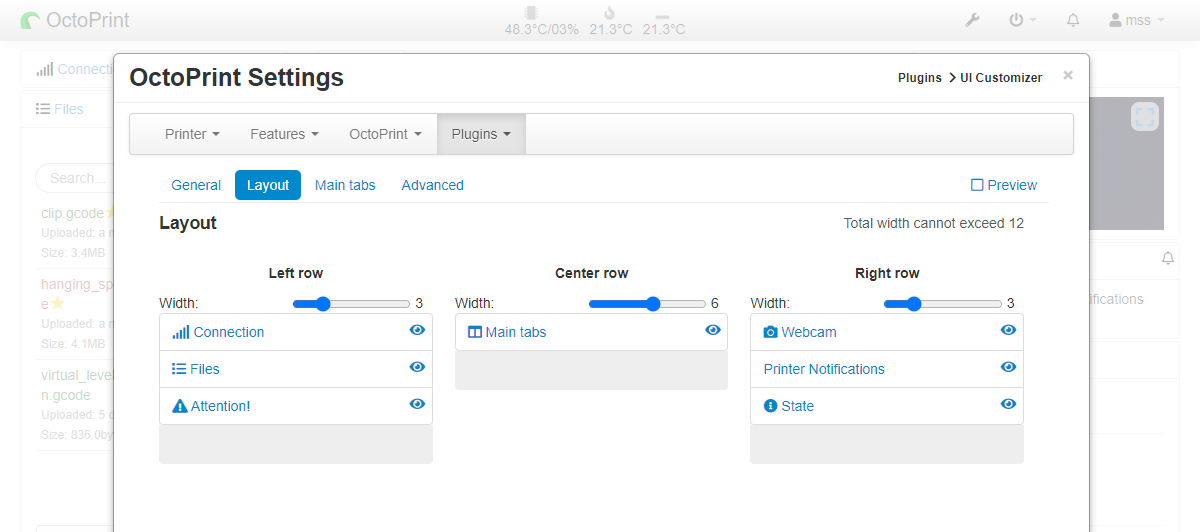 OctoPrint
48.3°C/03% 21.3°C 21.3°C
mss
Connecti
Files
Search...
clip.gcode
Uploaded: a
Size: 3.4MB
hanging_sp
e
Uploaded: a
Size: 4.1MB
virtual_level
n.gcode
Uploaded: 5
Size: 836.0by
ifications
OctoPrint Settings
Plugins > UI Customizer
×
Printer Features OctoPrint Plugins
General Layout Main tabs Advanced Preview
Layout
Total width cannot exceed 12
Left row
Width: 3
Connection
Files
Attention!
Center row
Width: 6
Main tabs
Right row
Width: 3
Webcam
Printer Notifications
State